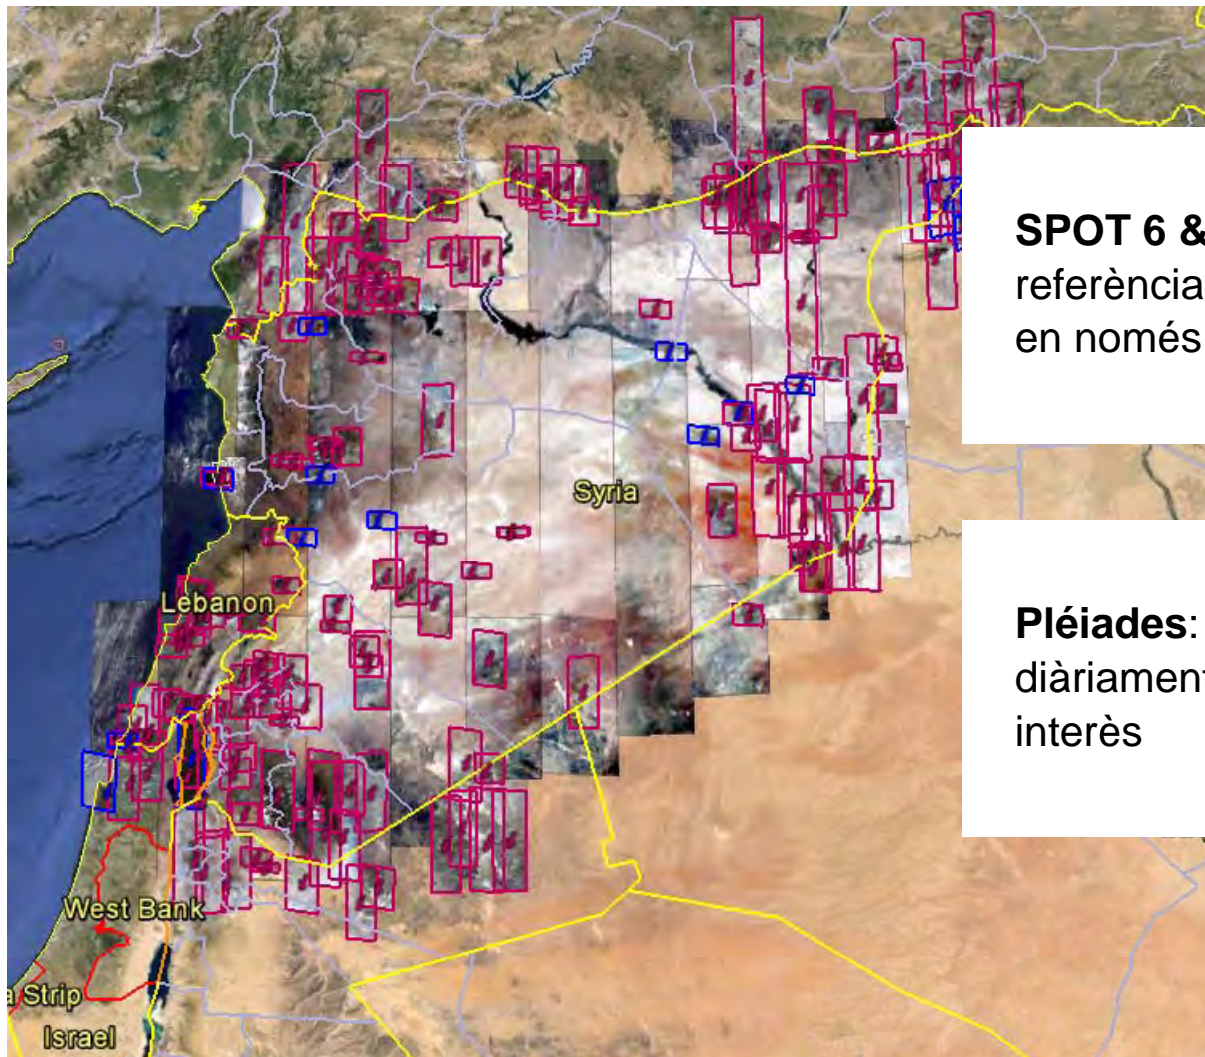 SPOT 6 &
referència
en només
Syria
Lebanon
Pléiades:
diàriament
interès
West Bank
a Strip
Israel